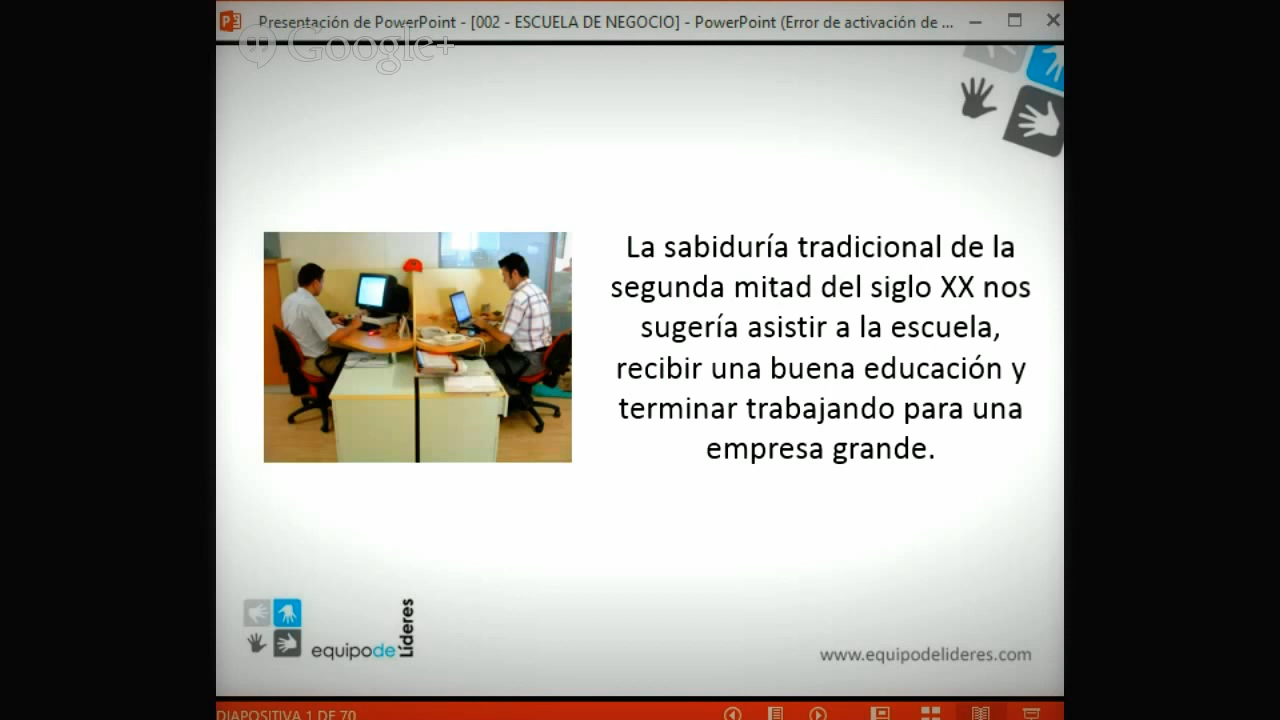 Presentación de PowerPoint - [002 - ESCUELA DE NEGOCIO] - PowerPoint (Error de activación de ...
Google+
La sabiduría tradicional de la
segunda mitad del siglo XX nos
sugería asistir a la escuela,
recibir una buena educación y
terminar trabajando para una
empresa grande.
equipode Líderes
www.equipodelideres.com
DIAPOSITIVA 1 DE 70